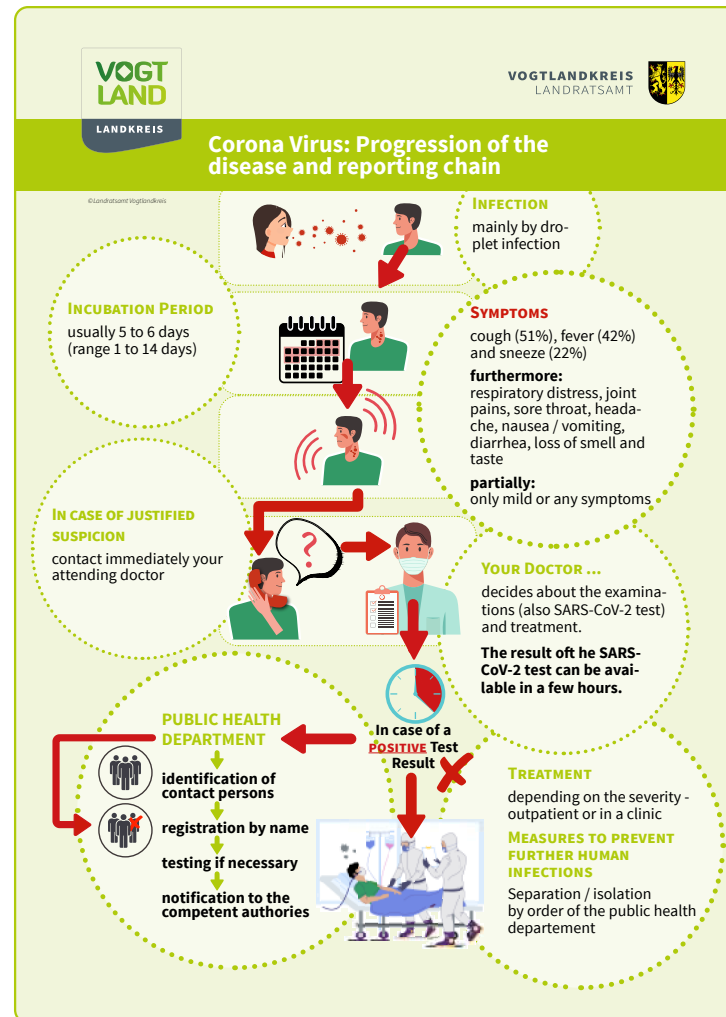 VOGT
LAND
LANDKREIS
VOGTLANDKREIS
LANDRATSAMT
Corona Virus: Progression of the
disease and reporting chain
©Landratsamt Vogtlandkreis
INFECTION
mainly by dro-
plet infection
INCUBATION PERIOD
usually 5 to 6 days
(range 1 to 14 days)
SYMPTOMS
cough (51%), fever (42%)
and sneeze (22%)
furthermore:
respiratory distress, joint
pains, sore throat, heada-
che, nausea / vomiting,
diarrhea, loss of smell and
taste
partially:
only mild or any symptoms
IN CASE OF JUSTIFIED
SUSPICION
contact immediately your
attending doctor
?
YOUR DOCTOR ...
decides about the examina-
tions (also SARS-CoV-2 test)
and treatment.
The result oft he SARS-
CoV-2 test can be avai-
lable in a few hours.
In case of a
POSITIVE Test
Result
PUBLIC HEALTH
DEPARTMENT
identification of
contact persons
registration by name
testing if necessary
notification to the
competent authories
TREATMENT
depending on the severity -
outpatient or in a clinic
MEASURES TO PREVENT
FURTHER HUMAN
INFECTIONS
Separation / isolation
by order of the public health
departement